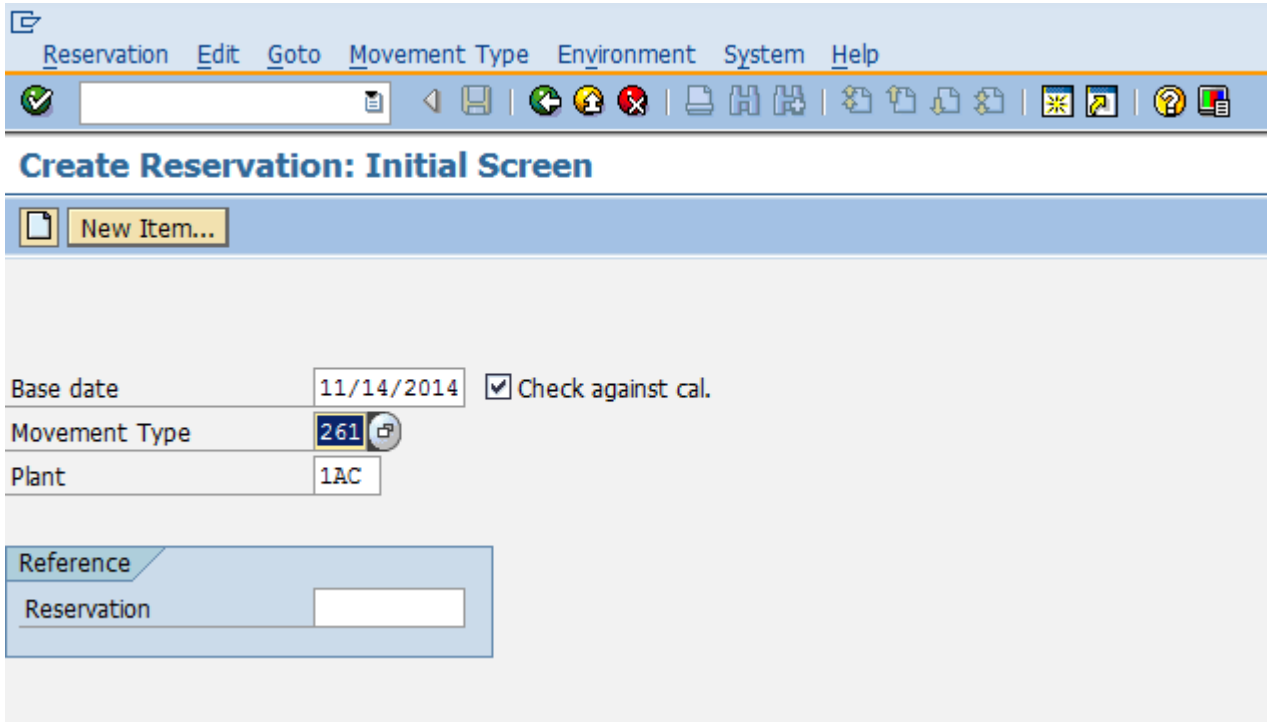 Reservation Edit Goto Movement Type Environment System Help
Create Reservation: Initial Screen
New Item...
Base date 11/14/2014 Check against cal.
Movement Type 261
Plant 1AC
Reference
Reservation